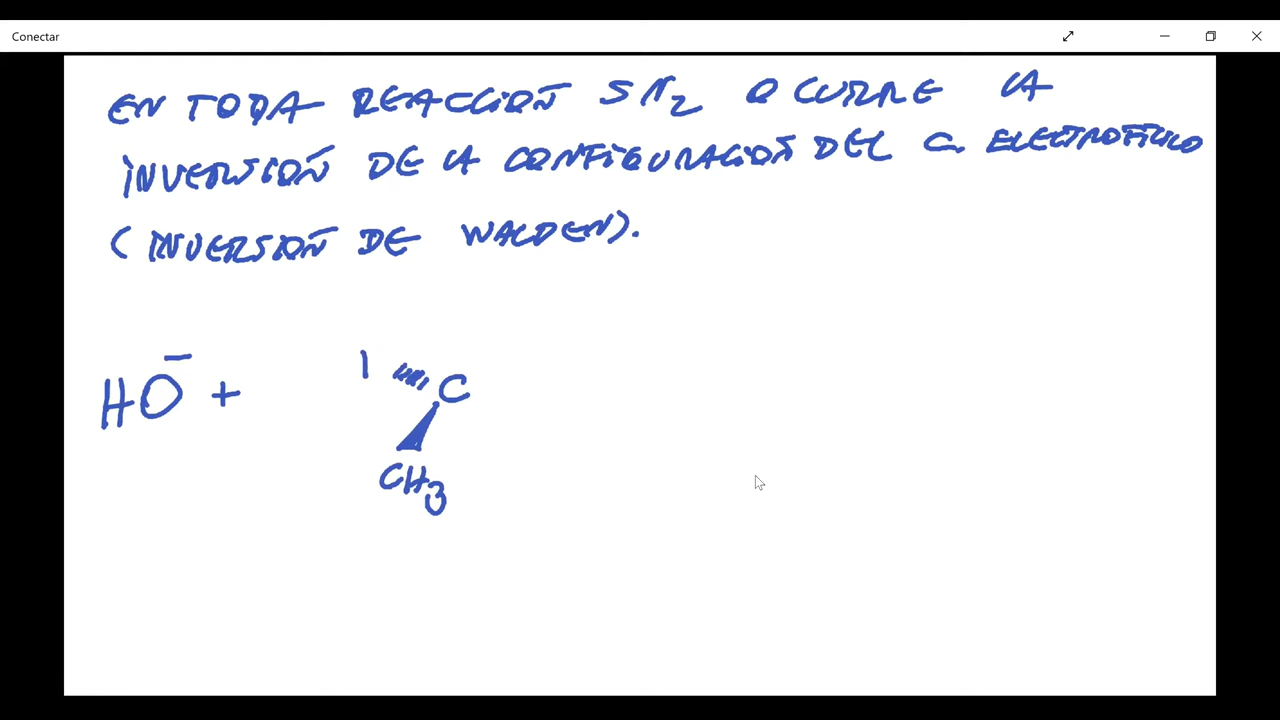 Conectar
EN TODA REACCIÓN SN2 OCURRE LA
INVERSIÓN DE LA CONFIGURACIÓN DEL C. ELECTROFÍLICO
(INVERSIÓN DE WALDEN).
HO⁻ + C
CH3